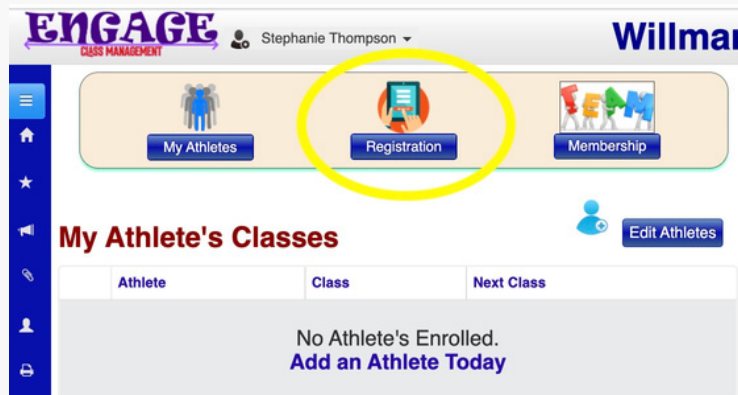 ENGAGE
CLASS MANAGEMENT
Stephanie Thompson
Willmar
My Athletes
Registration
TEAM
Membership
My Athlete's Classes
Edit Athletes
Athlete Class Next Class
No Athlete's Enrolled.
Add an Athlete Today